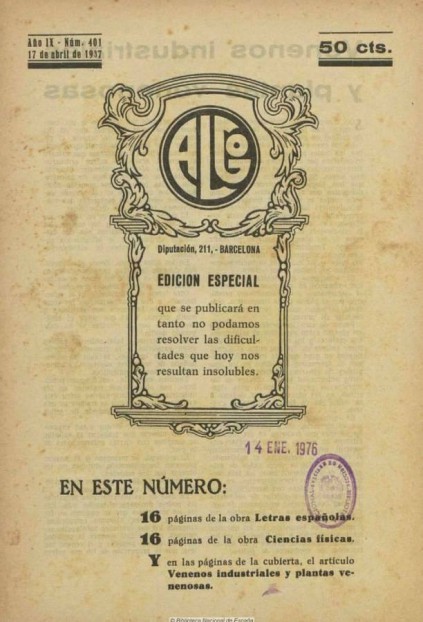 Año IX - Núm. 401
17 de abril de 1937
50 cts.
ALGO
Diputación, 211, - BARCELONA
EDICION ESPECIAL
que se publicará en
tanto no podamos
resolver las dificul-
tades que hoy nos
resultan insolubles.
14 ENE. 1976
EN ESTE NÚMERO:
16 páginas de la obra Letras españolas.
16 páginas de la obra Ciencias físicas.
Y en las páginas de la cubierta, el artículo
Venenos industriales y plantas ve-
nenosas.
© Biblioteca Nacional de España